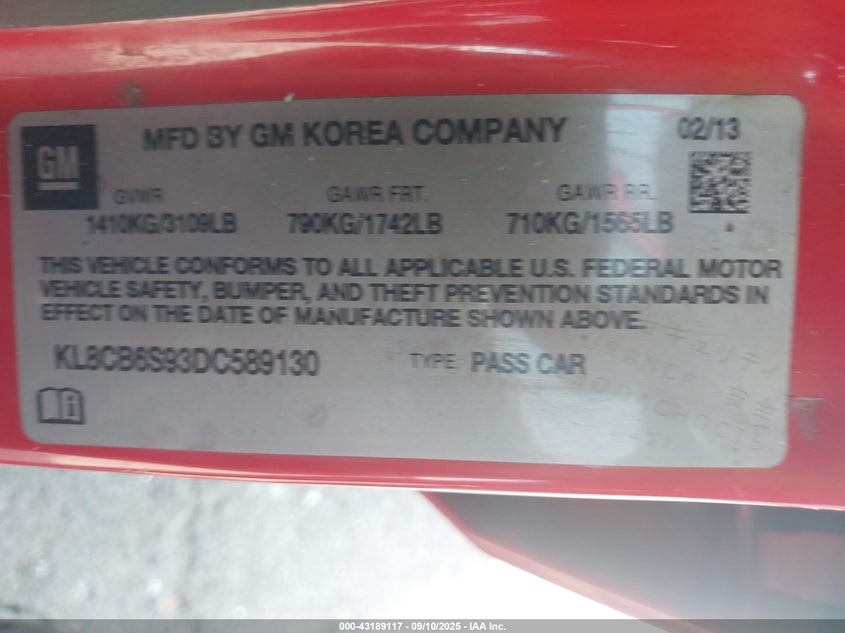 MFD BY GM KOREA COMPANY 02/13
GM
GVWR GAWR FRT. GAWR RR.
1410KG/3109LB 790KG/1742LB 710KG/1565LB
THIS VEHICLE CONFORMS TO ALL APPLICABLE U.S. FEDERAL MOTOR
VEHICLE SAFETY, BUMPER, AND THEFT PREVENTION STANDARDS IN
EFFECT ON THE DATE OF MANUFACTURE SHOWN ABOVE.
KL8CB6S93DC589130 TYPE: PASS CAR
000-43189117 - 09/10/2025 - IAA Inc.